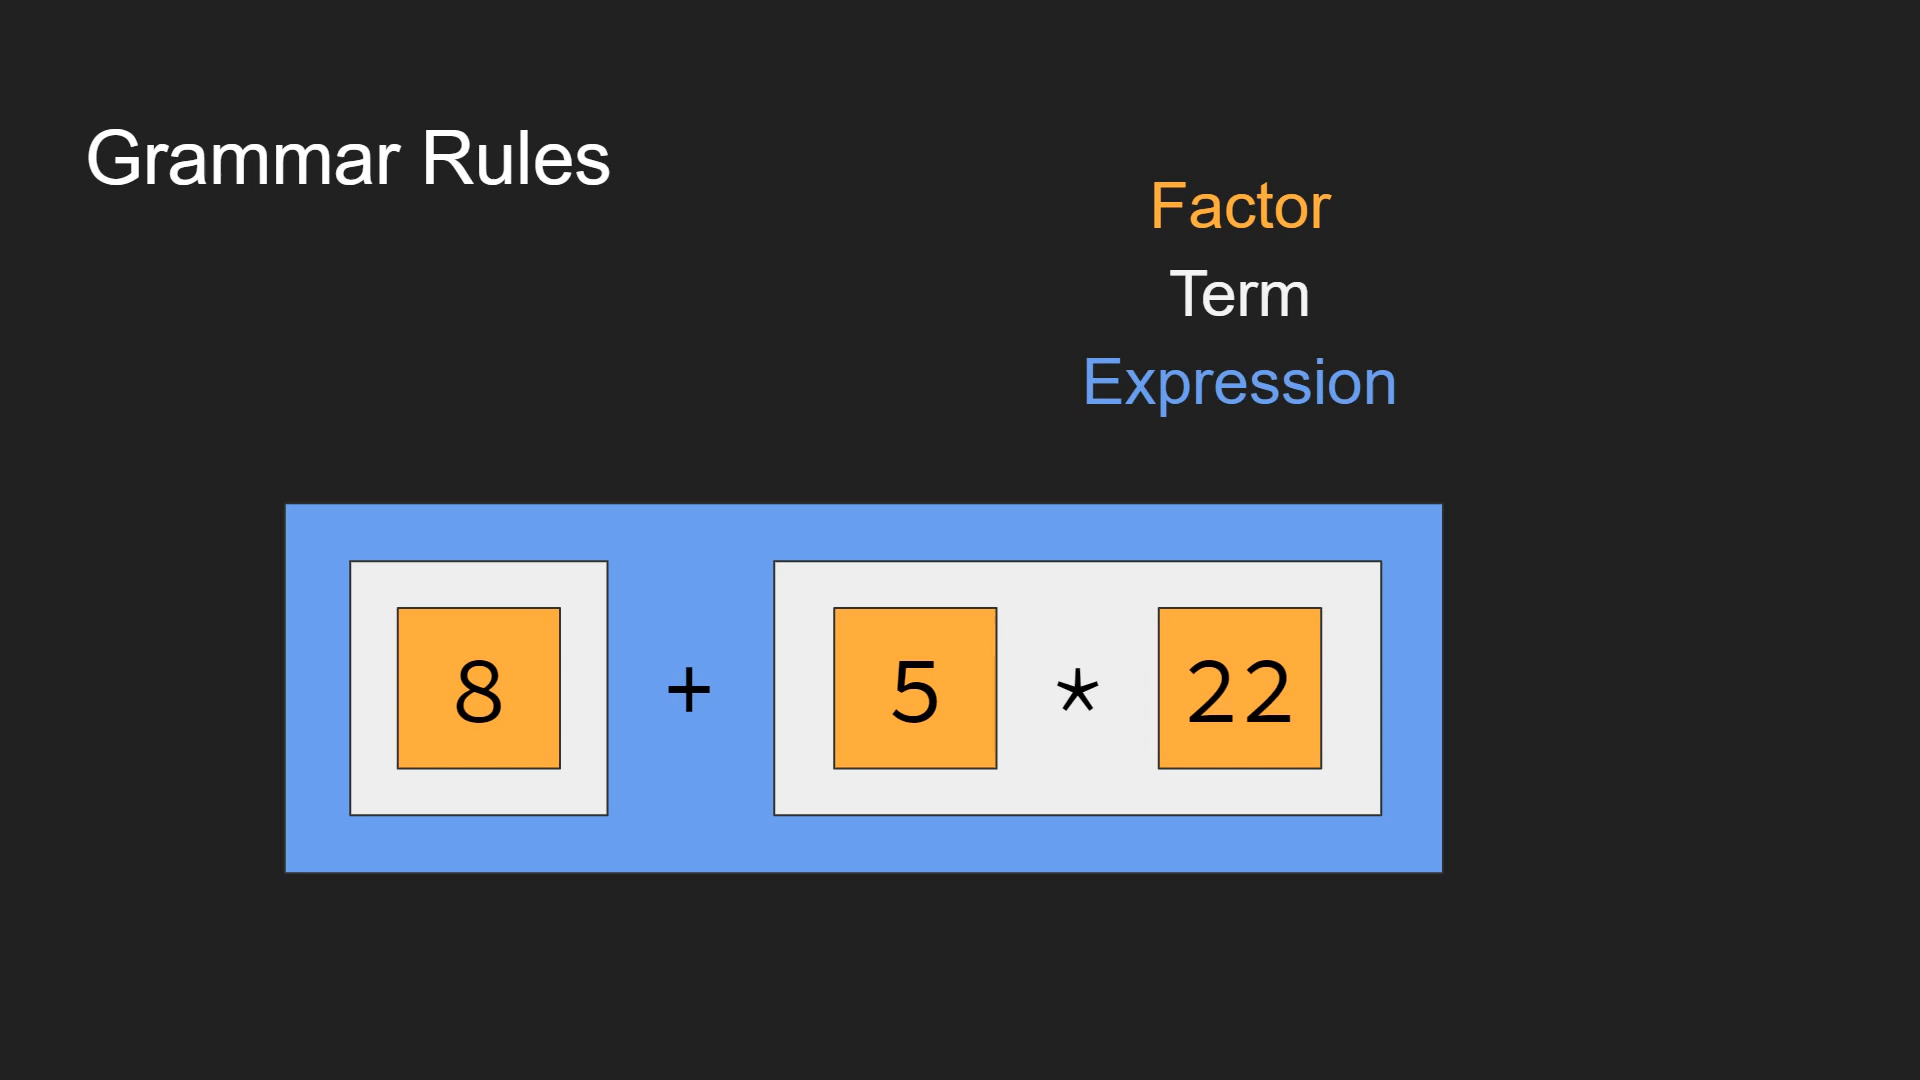 Grammar Rules
Factor
Term
Expression
8 + 5 * 22